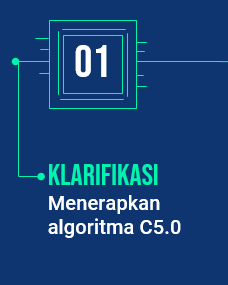 01
KLARIFIKASI
Menerapkan
algoritma C5.0